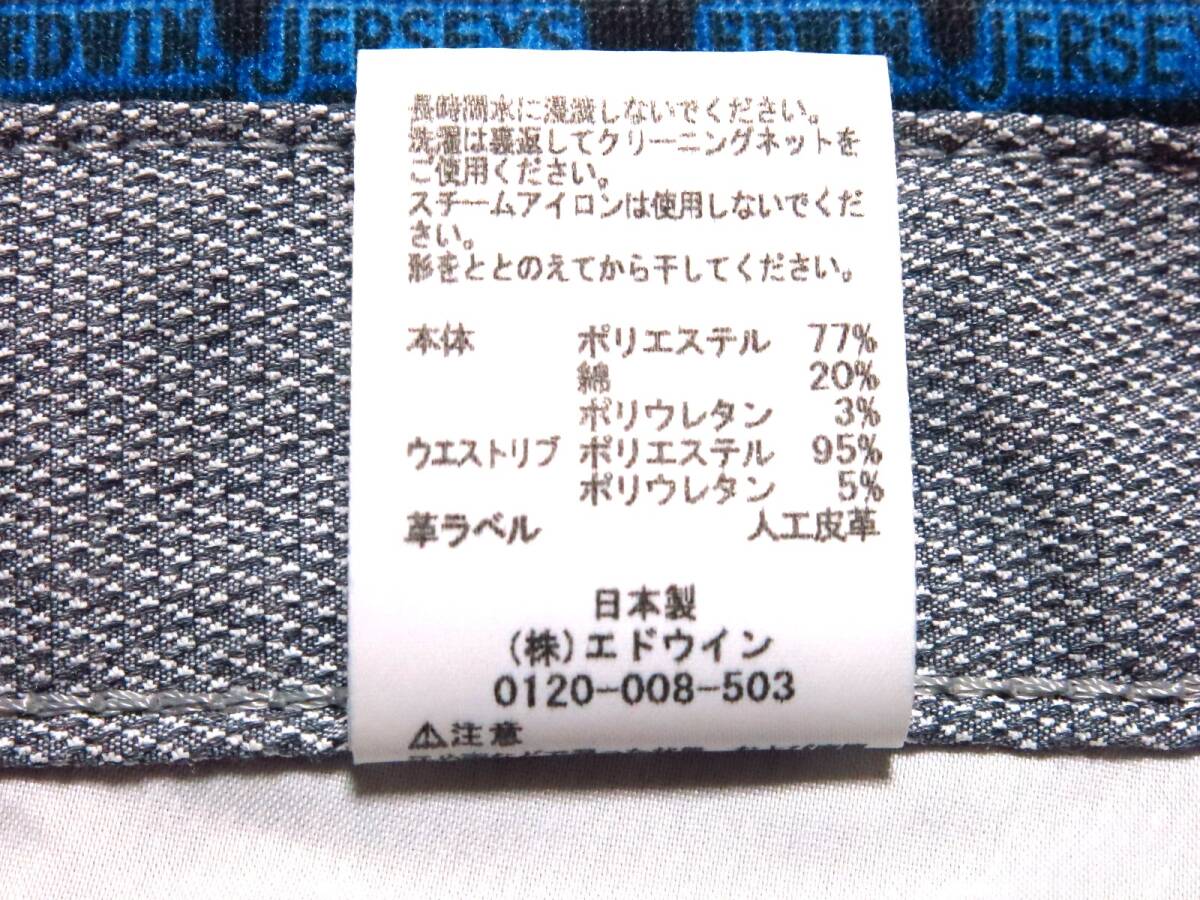 EDWIN. JERSEYS EDWIN. JERSE
長時間水に浸漬しないでください。
洗濯は裏返してクリーニングネットを
ご使用ください。
スチームアイロンは使用しないでくだ
さい。
形をととのえてから干してください。
本体 ポリエステル 77%
綿 20%
ポリウレタン 3%
ウエストリブ ポリエステル 95%
ポリウレタン 5%
革ラベル 人工皮革
日本製
(株)エドウイン
0120-008-503
⚠注意